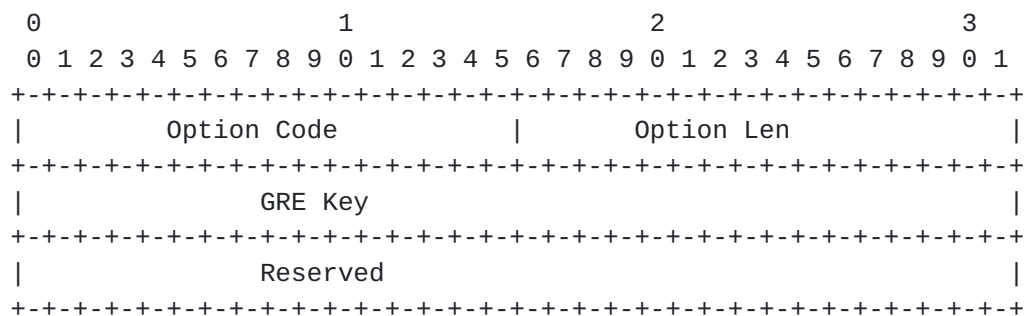 0                   1                   2                   3
 0 1 2 3 4 5 6 7 8 9 0 1 2 3 4 5 6 7 8 9 0 1 2 3 4 5 6 7 8 9 0 1
+-+-+-+-+-+-+-+-+-+-+-+-+-+-+-+-+-+-+-+-+-+-+-+-+-+-+-+-+-+-+-+-+
|         Option Code           |       Option Len              |
+-+-+-+-+-+-+-+-+-+-+-+-+-+-+-+-+-+-+-+-+-+-+-+-+-+-+-+-+-+-+-+-+
|               GRE Key                                         |
+-+-+-+-+-+-+-+-+-+-+-+-+-+-+-+-+-+-+-+-+-+-+-+-+-+-+-+-+-+-+-+-+
|               Reserved                                        |
+-+-+-+-+-+-+-+-+-+-+-+-+-+-+-+-+-+-+-+-+-+-+-+-+-+-+-+-+-+-+-+-+